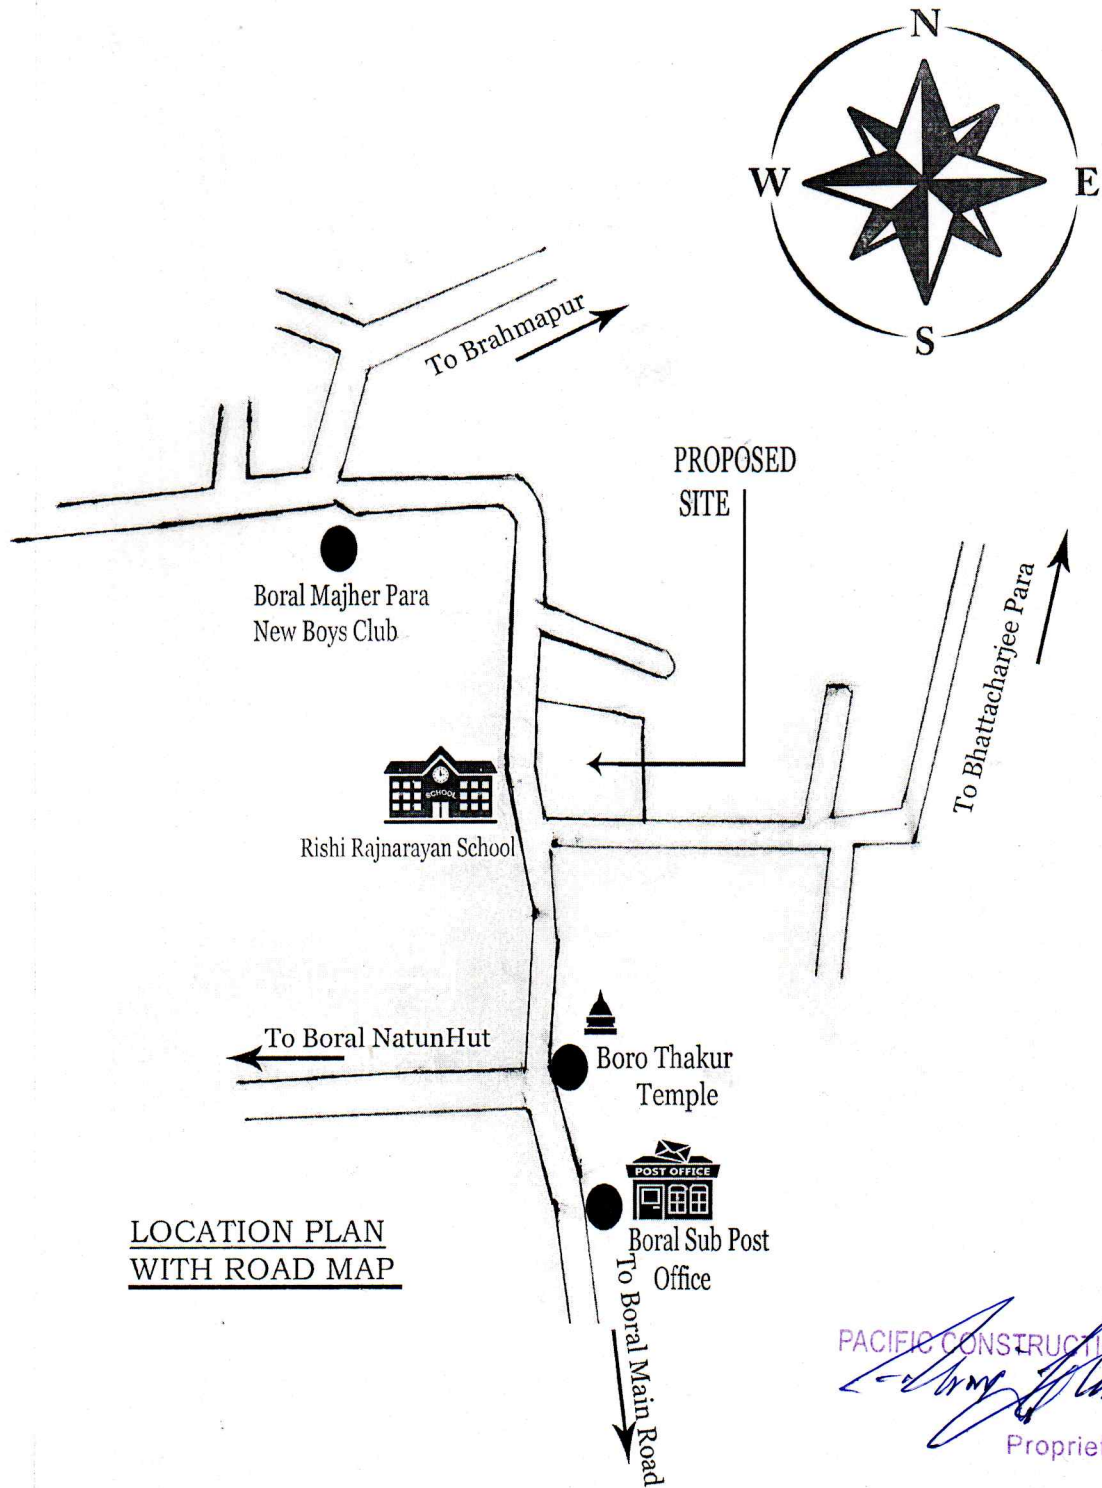 N
W
E
S
To Brahmapur
PROPOSED
SITE
Boral Majher Para
New Boys Club
To Bhattacharjee Para
SCHOOL
Rishi Rajnarayan School
To Boral NatunHut
Boro Thakur
Temple
POST OFFICE
Boral Sub Post
Office
LOCATION PLAN
WITH ROAD MAP
To Boral Main Road
PACIFIC CONSTRUCTI
Propriet